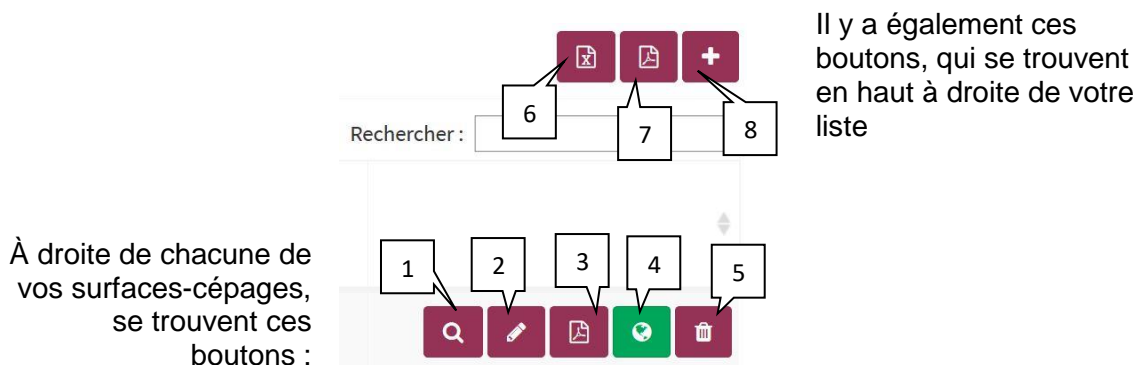 Il y a également ces
boutons, qui se trouvent
en haut à droite de votre
liste
6
7
8
Rechercher :
À droite de chacune de
vos surfaces-cépages,
se trouvent ces
boutons :
1
2
3
4
5